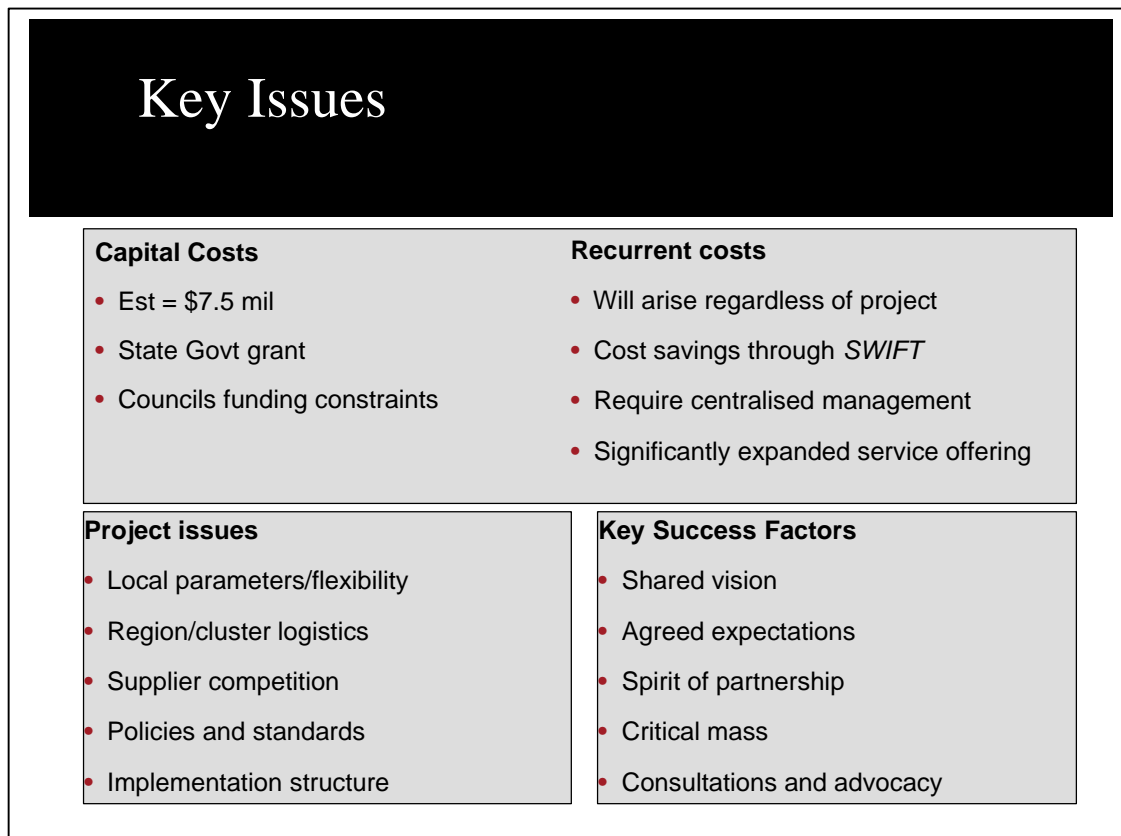 Key Issues
Capital Costs
• Est = $7.5 mil
• State Govt grant
• Councils funding constraints
Recurrent costs
• Will arise regardless of project
• Cost savings through SWIFT
• Require centralised management
• Significantly expanded service offering
Project issues
• Local parameters/flexibility
• Region/cluster logistics
• Supplier competition
• Policies and standards
• Implementation structure
Key Success Factors
• Shared vision
• Agreed expectations
• Spirit of partnership
• Critical mass
• Consultations and advocacy